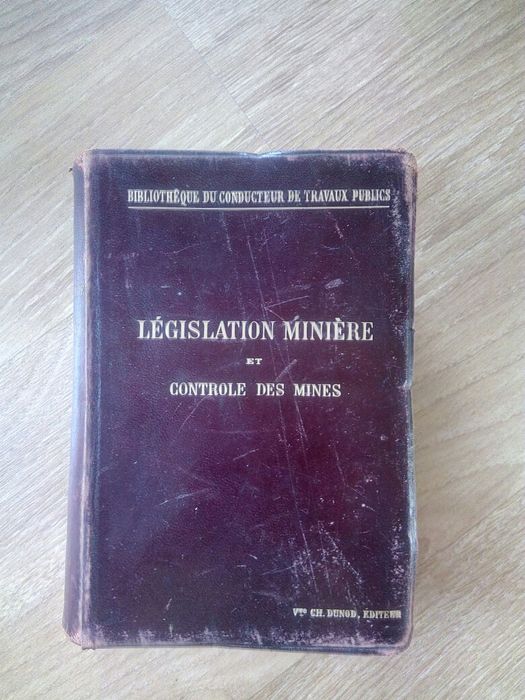 BIBLIOTHÈQUE DU CONDUCTEUR DE TRAVAUX PUBLICS
LÉGISLATION MINIÈRE
ET
CONTROLE DES MINES
Vve CH. DUNOD, ÉDITEUR